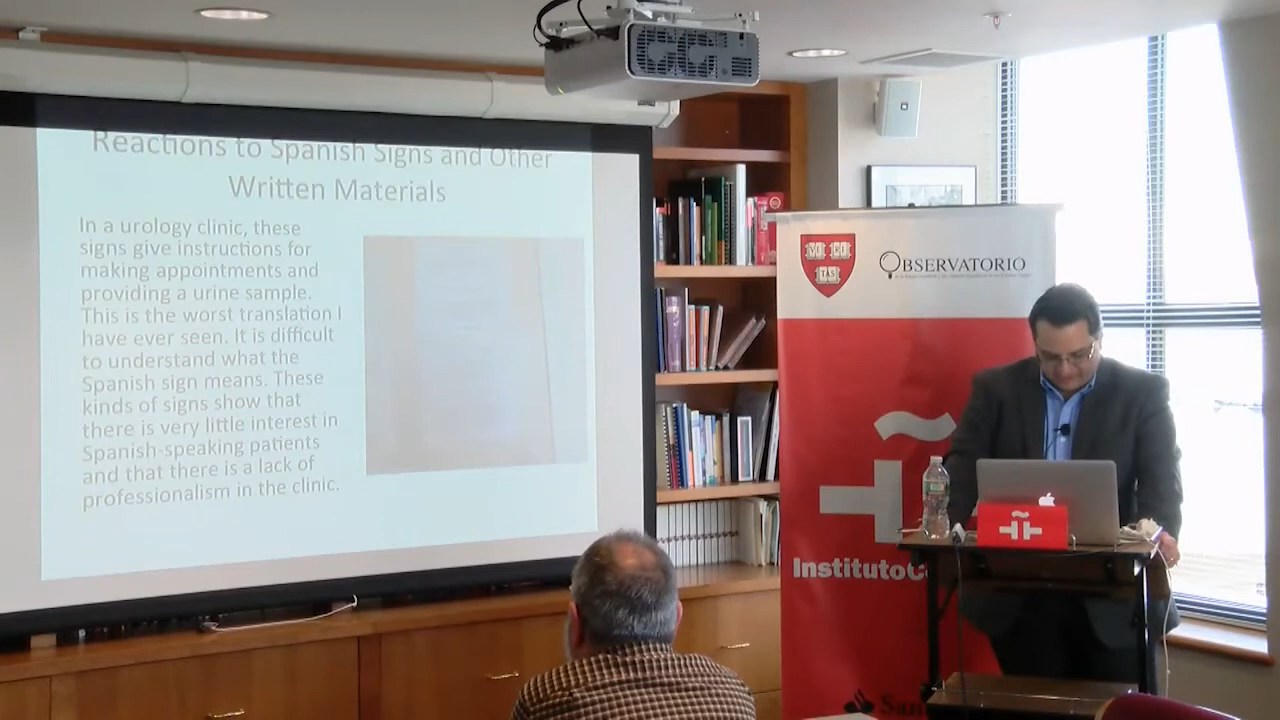 Reactions to Spanish Signs and Other
Written Materials
In a urology clinic, these
signs give instructions for
making appointments and
providing a urine sample.
This is the worst translation I
have ever seen. It is difficult
to understand what the
Spanish sign means. These
kinds of signs show that
there is very little interest in
Spanish-speaking patients
and that there is a lack of
professionalism in the clinic.
VE RI
TAS
OBSERVATORIO
InstitutoC
San